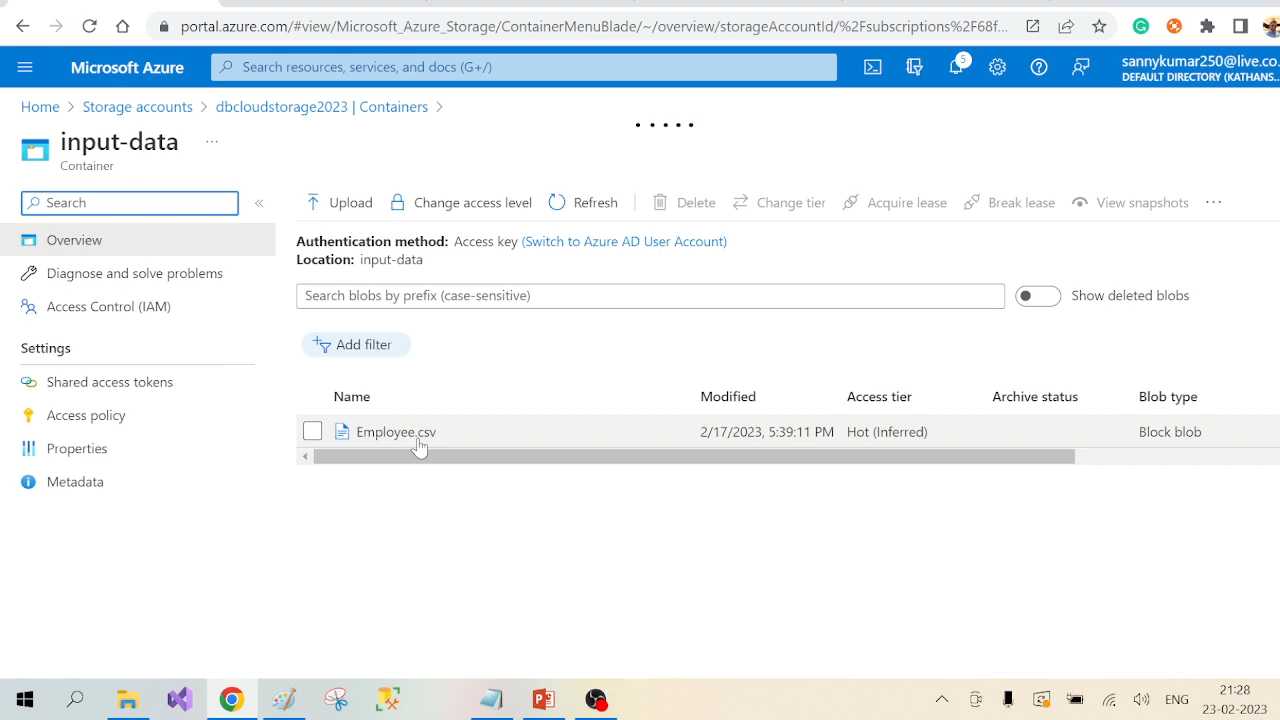 portal.azure.com/#view/Microsoft_Azure_Storage/ContainerMenuBlade/~/overview/storageAccountId/%2Fsubscriptions%2F68f...
Microsoft Azure
Search resources, services, and docs (G+/)
5
sannykumar250@live.co...
DEFAULT DIRECTORY (KATHANS...
Home > Storage accounts > dbcloudstorage2023 | Containers >
input-data ...
Container
Search «
Upload Change access level Refresh Delete Change tier Acquire lease Break lease View snapshots ...
Overview
Authentication method: Access key (Switch to Azure AD User Account)
Location: input-data
Diagnose and solve problems
Access Control (IAM)
Settings
Shared access tokens
Access policy
Properties
Metadata
Search blobs by prefix (case-sensitive)
Show deleted blobs
Add filter
Name Modified Access tier Archive status Blob type
Employee.csv 2/17/2023, 5:39:11 PM Hot (Inferred) Block blob
ENG
21:28
23-02-2023